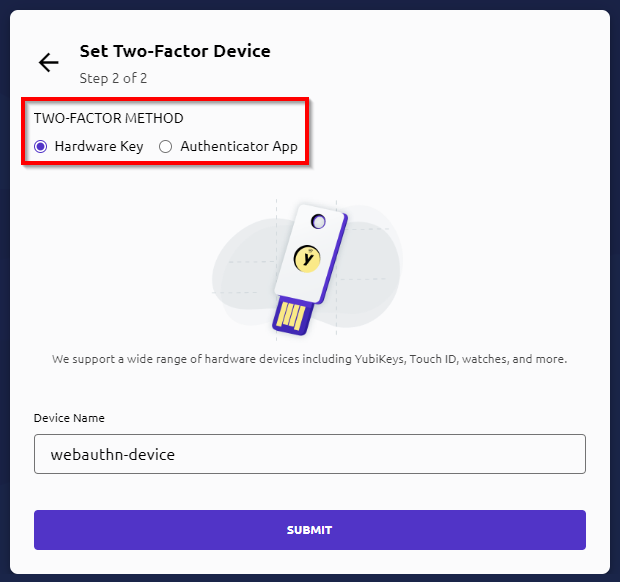 Set Two-Factor Device
Step 2 of 2
TWO-FACTOR METHOD
Hardware Key Authenticator App
y
We support a wide range of hardware devices including YubiKeys, Touch ID, watches, and more.
Device Name
webauthn-device
SUBMIT